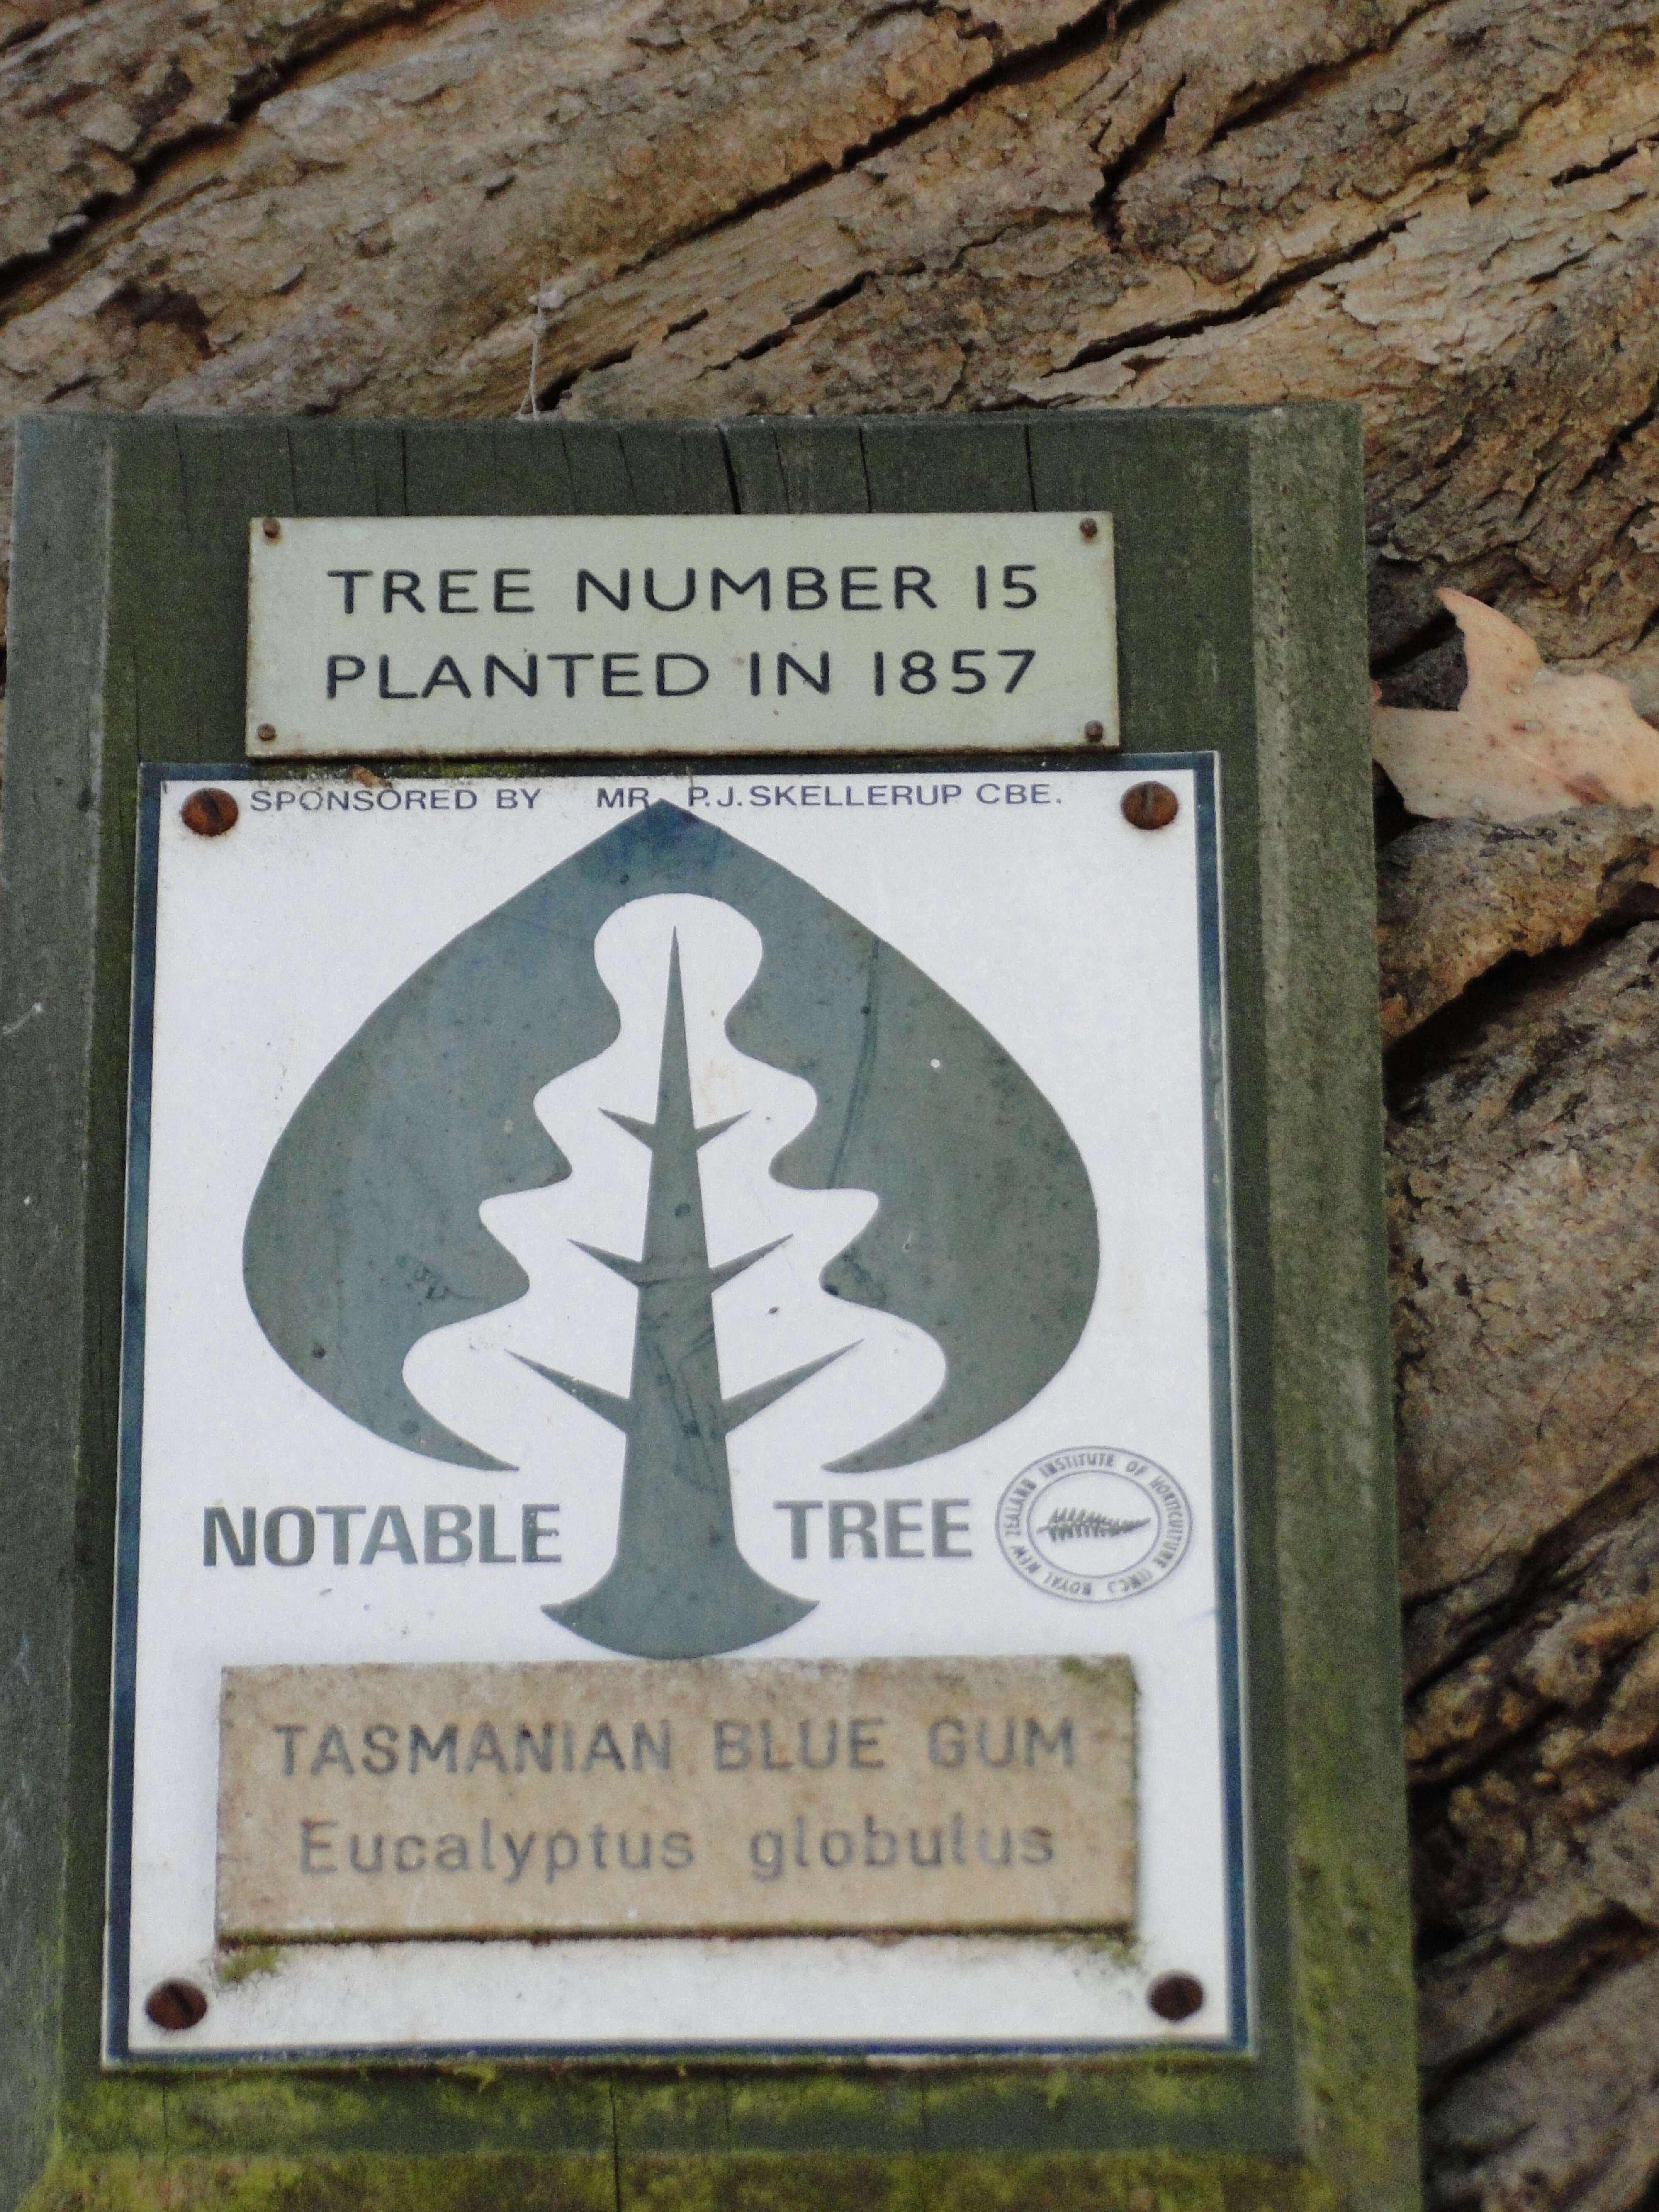 TREE NUMBER 15
PLANTED IN 1857
SPONSORED BY MR. P.J.SKELLERUP CBE.
NOTABLE TREE
ROYAL NEW ZEALAND INSTITUTE OF HORTICULTURE (INC.)
TASMANIAN BLUE GUM
Eucalyptus globulus